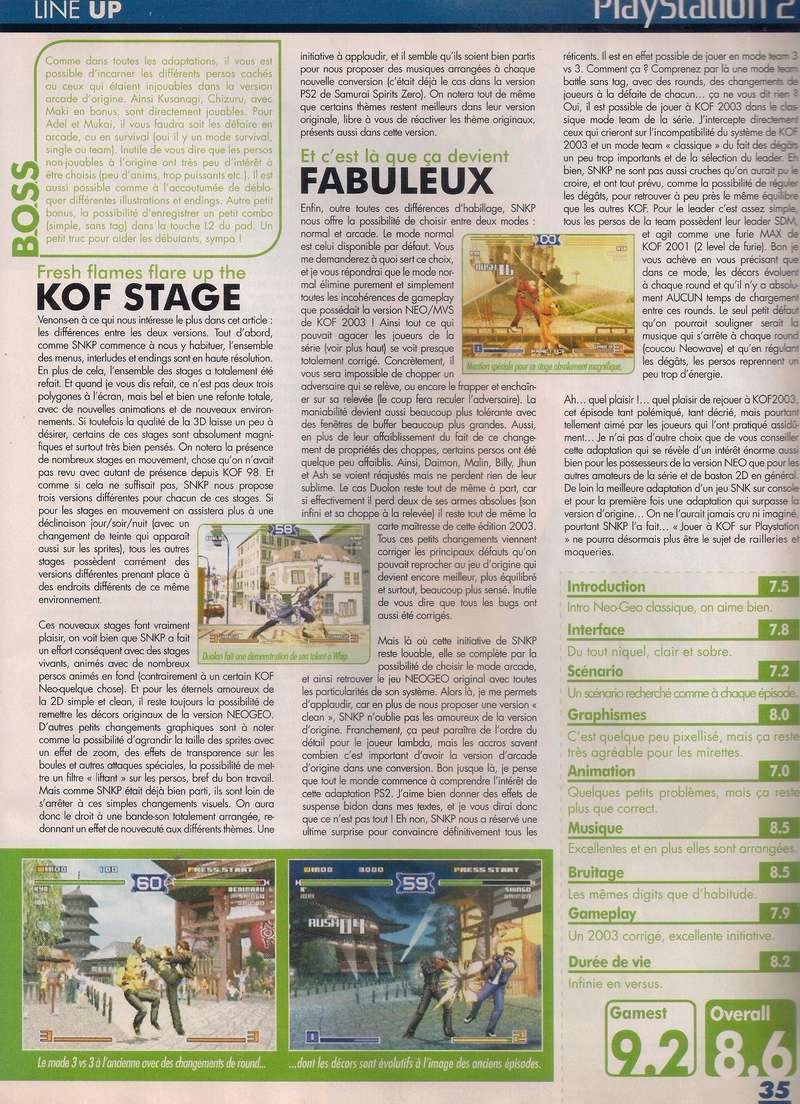 LINE UP
PlayStation 2
Comme dans toutes les adaptations, il vous est
possible d'incarner les différents persos cachés
ou ceux qui étaient injouables dans la version
arcade d'origine. Ainsi Kusanagi, Chizuru, avec
Maki en bonus, sont directement jouables. Pour
Adel et Mukai, il vous faudra soit les défaire en
arcade, ou en survival (oui il y un mode survival,
single ou team). Inutile de vous dire que les persos
non-jouables à l'origine ont très peu d'intérêt à
être choisis (peu d'anims, trop puissants etc.). Il est
aussi possible comme à l'accoutumée de déblo-
quer différentes illustrations et endings. Autre petit
bonus, la possibilité d'enregistrer un petit combo
(simple, sans tag) dans la touche L2 du pad. Un
petit truc pour aider les débutants, sympa !
BOSS
Fresh flames flare up the
KOF STAGE
Venons-en à ce qui nous intéresse le plus dans cet article :
les différences entre les deux versions. Tout d'abord,
comme SNKP commence à nous y habituer, l'ensemble
des menus, interludes et endings sont en haute résolution.
En plus de cela, l'ensemble des stages a totalement été
refait. Et quand je vous dis refait, ce n'est pas deux trois
polygones à l'écran, mais bel et bien une refonte totale,
avec de nouvelles animations et de nouveaux environ-
nements. Si toutefois la qualité de la 3D laisse un peu à
désirer, certains de ces stages sont absolument magni-
fiques et surtout très bien pensés. On notera la présence
de nombreux stages en mouvement, chose qu'on n'avait
pas revu avec autant de présence depuis KOF 98. Et
comme si cela ne suffisait pas, SNKP nous propose
trois versions différentes pour chacun de ces stages. Si
pour les stages en mouvement on assistera plus à une
déclinaison jour/soir/nuit (avec un
changement de teinte qui apparaît
aussi sur les sprites), tous les autres
stages possèdent carrément des
versions différentes prenant place à
des endroits différents de ce même
environnement.
Ces nouveaux stages font vraiment
plaisir, on voit bien que SNKP a fait
un effort conséquent avec des stages
vivants, animés avec de nombreux
persos animés en fond (contrairement à un certain KOF
Neo-quelque chose). Et pour les éternels amoureux de
la 2D simple et clean, il reste toujours la possibilité de
remettre les décors originaux de la version NEOGEO.
D'autres petits changements graphiques sont à noter
comme la possibilité d'agrandir la taille des sprites avec
un effet de zoom, des effets de transparence sur les
boules et autres attaques spéciales, la possibilité de met-
tre un filtre « liftant » sur les persos, bref du bon travail.
Mais comme SNKP était déjà bien parti, ils sont loin de
s'arrêter à ces simples changements visuels. On aura
donc le droit à une bande-son totalement arrangée, re-
donnant un effet de nouveauté aux différents thèmes. Une
initiative à applaudir, et il semble qu'ils soient bien partis
pour nous proposer des musiques arrangées à chaque
nouvelle conversion (c'était déjà le cas dans la version
PS2 de Samurai Spirits Zero). On notera tout de même
que certains thèmes restent meilleurs dans leur version
originale, libre à vous de réactiver les thème originaux,
présents aussi dans cette version.
Et c'est là que ça devient
FABULEUX
Enfin, outre toutes ces différences d'habillage, SNKP
nous offre la possibilité de choisir entre deux modes :
normal et arcade. Le mode normal
est celui disponible par défaut. Vous
me demanderez à quoi sert ce choix,
et je vous répondrai que le mode nor-
mal élimine purement et simplement
toutes les incohérences de gameplay
que possédait la version NEO/MVS
de KOF 2003 ! Ainsi tout ce qui
pouvait agacer les joueurs de la
série (voir plus haut) se voit presque
totalement corrigé. Concrètement, il
vous sera impossible de chopper un
adversaire qui se relève, ou encore le frapper et enchaîn-
er sur sa relevée (le coup fera reculer l'adversaire). La
maniabilité devient aussi beaucoup plus tolérante avec
des fenêtres de buffer beaucoup plus grandes. Aussi,
en plus de leur affaiblissement du fait de ce change-
ment de propriétés des choppes, certains persos ont été
quelque peu affaiblis. Ainsi, Daimon, Malin, Billy, Jhun
et Ash se voient réajustés mais ne perdent rien de leur
sublime. Le cas Duolon reste tout de même à part, car
si effectivement il perd deux de ses armes absolues (son
infini et sa choppe à la relevée) il reste tout de même la
carte maîtresse de cette édition 2003.
Tous ces petits changements viennent
corriger les principaux défauts qu'on
pouvait reprocher au jeu d'origine qui
devient encore meilleur, plus équilibré
et surtout, beaucoup plus sensé. Inutile
de vous dire que tous les bugs ont
aussi été corrigés.
Mais là où cette initiative de SNKP
reste louable, elle se complète par la
possibilité de choisir le mode arcade,
et ainsi retrouver le jeu NEOGEO original avec toutes
les particularités de son système. Alors là, je me permets
d'applaudir, car en plus de nous proposer une version «
clean », SNKP n'oublie pas les amoureux de la version
d'origine. Franchement, ça peut paraître de l'ordre du
détail pour le joueur lambda, mais les accros savent
combien c'est important d'avoir la version d'arcade
d'origine dans une conversion. Bon jusque là, je pense
que tout le monde commence à comprendre l'intérêt de
cette adaptation PS2. J'aime bien donner des effets de
suspense bidon dans mes textes, et je vous dirai donc
que ce n'est pas tout ! Eh non, SNKP nous a réservé une
ultime surprise pour convaincre définitivement tous les
réticents. Il est en effet possible de jouer en mode team 3
vs 3. Comment ça ? Comprenez par là une mode team
battle sans tag, avec des rounds, des changements de
joueurs à la défaite de chacun... ça ne vous dit rien ?
Oui, il est possible de jouer à KOF 2003 dans le clas-
sique mode team de la série. J'intercepte directement
ceux qui crieront sur l'incompatibilité du système de KOF
2003 et un mode team « classique » du fait des dégâts
un peu trop importants et de la sélection du leader. Eh
bien, SNKP ne sont pas aussi cruches qu'on aurait pu le
croire, et ont tout prévu, comme la possibilité de réguler
les dégâts, pour retrouver à peu près le même équilibre
que les autres KOF. Pour le leader c'est assez simple,
tous les persos de la team possèdent leur leader SDM,
et agit comme une furie MAX de
KOF 2001 (2 level de furie). Bon je
vous achève en vous précisant que
dans ce mode, les décors évoluent
à chaque round et qu'il n'y a absolu-
ment AUCUN temps de chargement
entre ces rounds. Le seul petit défaut
qu'on pourrait souligner serait la
musique qui s'arrête à chaque round
(coucou Neowave) et qu'en régulant
les dégâts, les persos reprennent un
peu trop d'énergie.
Ah... quel plaisir !... quel plaisir de rejouer à KOF2003,
cet épisode tant polémiqué, tant décrié, mais pourtant
tellement aimé par les joueurs qui l'ont pratiqué assidû-
ment... Je n'ai pas d'autre choix que de vous conseiller
cette adaptation qui se révèle d'un intérêt énorme aussi
bien pour les possesseurs de la version NEO que pour les
autres amateurs de la série et de baston 2D en général.
De loin la meilleure adaptation d'un jeu SNK sur console
et pour la première fois une adaptation qui surpasse la
version d'origine... On ne l'aurait jamais cru ni imaginé,
pourtant SNKP l'a fait... « Jouer à KOF sur Playstation
» ne pourra désormais plus être le sujet de railleries et
moqueries.
00
RUSH 16
Mention spéciale pour ce stage absolument magnifique.
58
Duolon fait une démonstration de son talent à Whip.
Introduction 7.5
Intro Neo-Geo classique, on aime bien.
Interface 7.8
Du tout niquel, clair et sobre.
Scénario 7.2
Un scénario recherché comme à chaque épisode.
Graphismes 8.0
C'est quelque peu pixellisé, mais ça reste
très agréable pour les mirettes.
Animation 7.0
Quelques petits problèmes, mais ça reste
plus que correct.
Musique 8.5
Excellentes et en plus elles sont arrangées.
Bruitage 8.5
Les mêmes digits que d'habitude.
Gameplay 7.9
Un 2003 corrigé, excellente initiative.
Durée de vie 8.2
Infinie en versus.
Gamest 9.2
Overall 8.6
100 PRESS START
KYO 60 BENIMARU
3000 PRESS START
K' 59 SHINGO
RUSH 04
Le mode 3 vs 3 à l'ancienne avec des changements de round...
...dont les décors sont évolutifs à l'image des anciens épisodes.
35